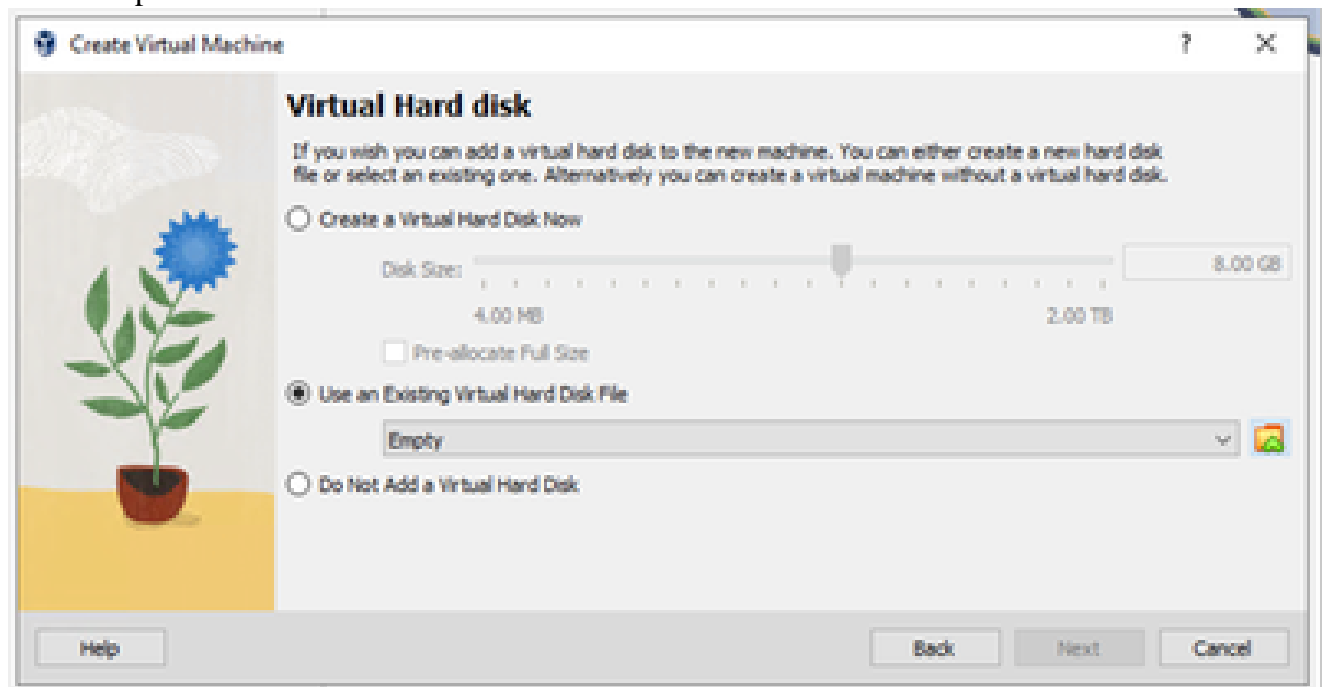 Create Virtual Machine
?
Virtual Hard disk
If you wish you can add a virtual hard disk to the new machine. You can either create a new hard disk
file or select an existing one. Alternatively you can create a virtual machine without a virtual hard disk.
Create a Virtual Hard Disk Now
Disk Size:
8.00 GB
4.00 MB
2.00 TB
Pre-allocate Full Size
Use an Existing Virtual Hard Disk File
Empty
Do Not Add a Virtual Hard Disk
Help
Back
Next
Cancel